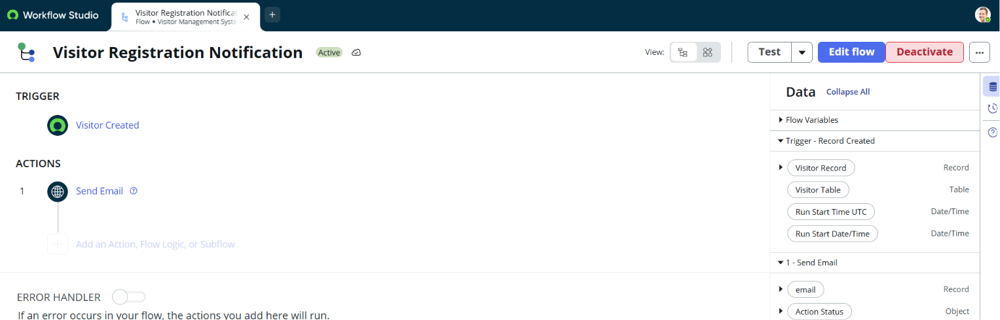 Workflow Studio
Visitor Registration Notificat
Flow • Visitor Management Syste
Visitor Registration Notification
Active
View:
Test
Edit flow
Deactivate
TRIGGER
Visitor Created
ACTIONS
1
Send Email
Add an Action, Flow Logic, or Subflow
ERROR HANDLER
If an error occurs in your flow, the actions you add here will run.
Data
Collapse All
Flow Variables
Trigger - Record Created
Visitor Record Record
Visitor Table Table
Run Start Time UTC Date/Time
Run Start Date/Time Date/Time
1 - Send Email
email Record
Action Status Object